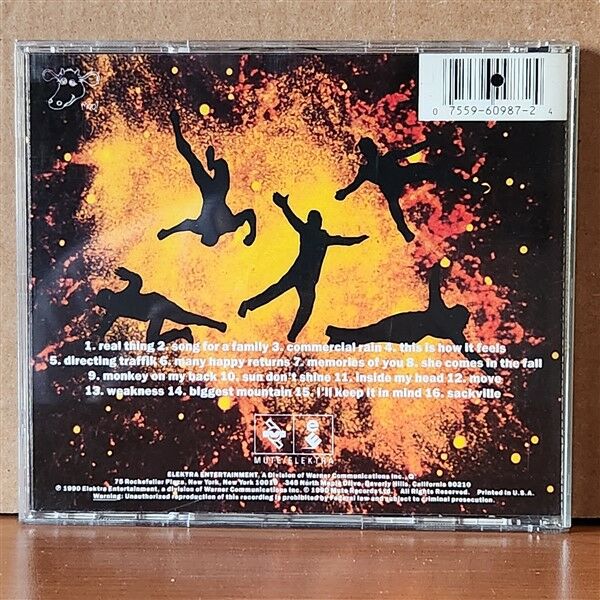 0 7559-60987-2 4
1. real thing 2. song for a family 3. commercial rain 4. this is how it feels
5. directing traffik 6. many happy returns 7. memories of you 8. she comes in the fall
9. monkey on my back 10. sun don't shine 11. inside my head 12. move
13. weakness 14. biggest mountain 15. i'll keep it in mind 16. sackville
MUTE/ELEKTRA
ELEKTRA ENTERTAINMENT, A Division of Warner Communications Inc.
75 Rockefeller Plaza, New York, New York 10019 · 345 North Maple Drive, Beverly Hills, California 90210
© 1990 Elektra Entertainment, a division of Warner Communications Inc. © 1990 Mute Records Ltd. All Rights Reserved. Printed in U.S.A.
Warning: Unauthorized reproduction of this recording is prohibited by Federal law and subject to criminal prosecution.